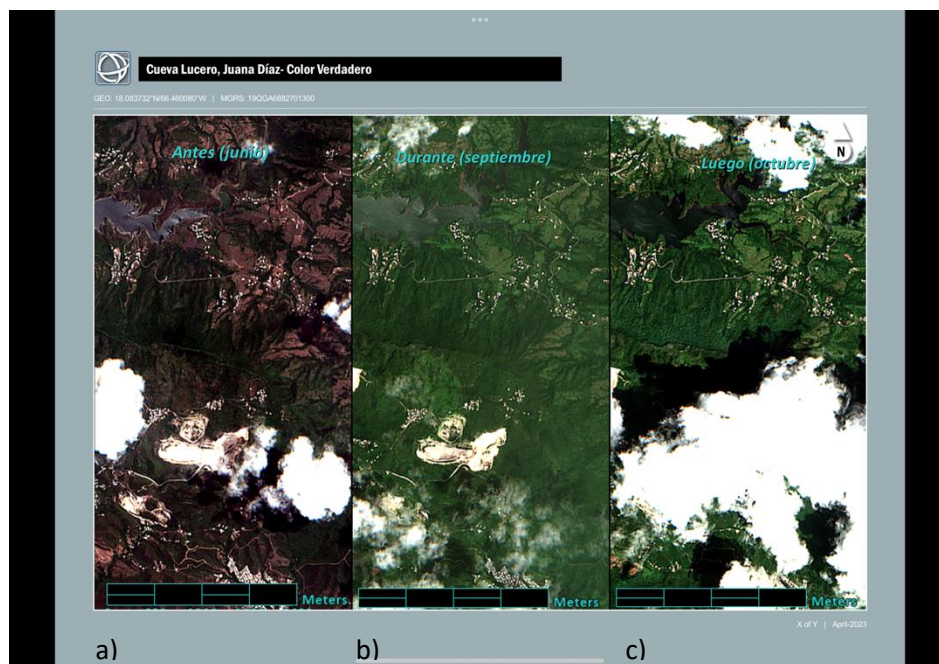 Cueva Lucero, Juana Díaz- Color Verdadero
GEO: 18.083732°N/66.460080°W | MGRS: 19QGA6882701300
Antes (junio)
Durante (septiembre)
Luego (octubre)
N
Meters
Meters
Meters
X of Y | April-2023
a)
b)
c)